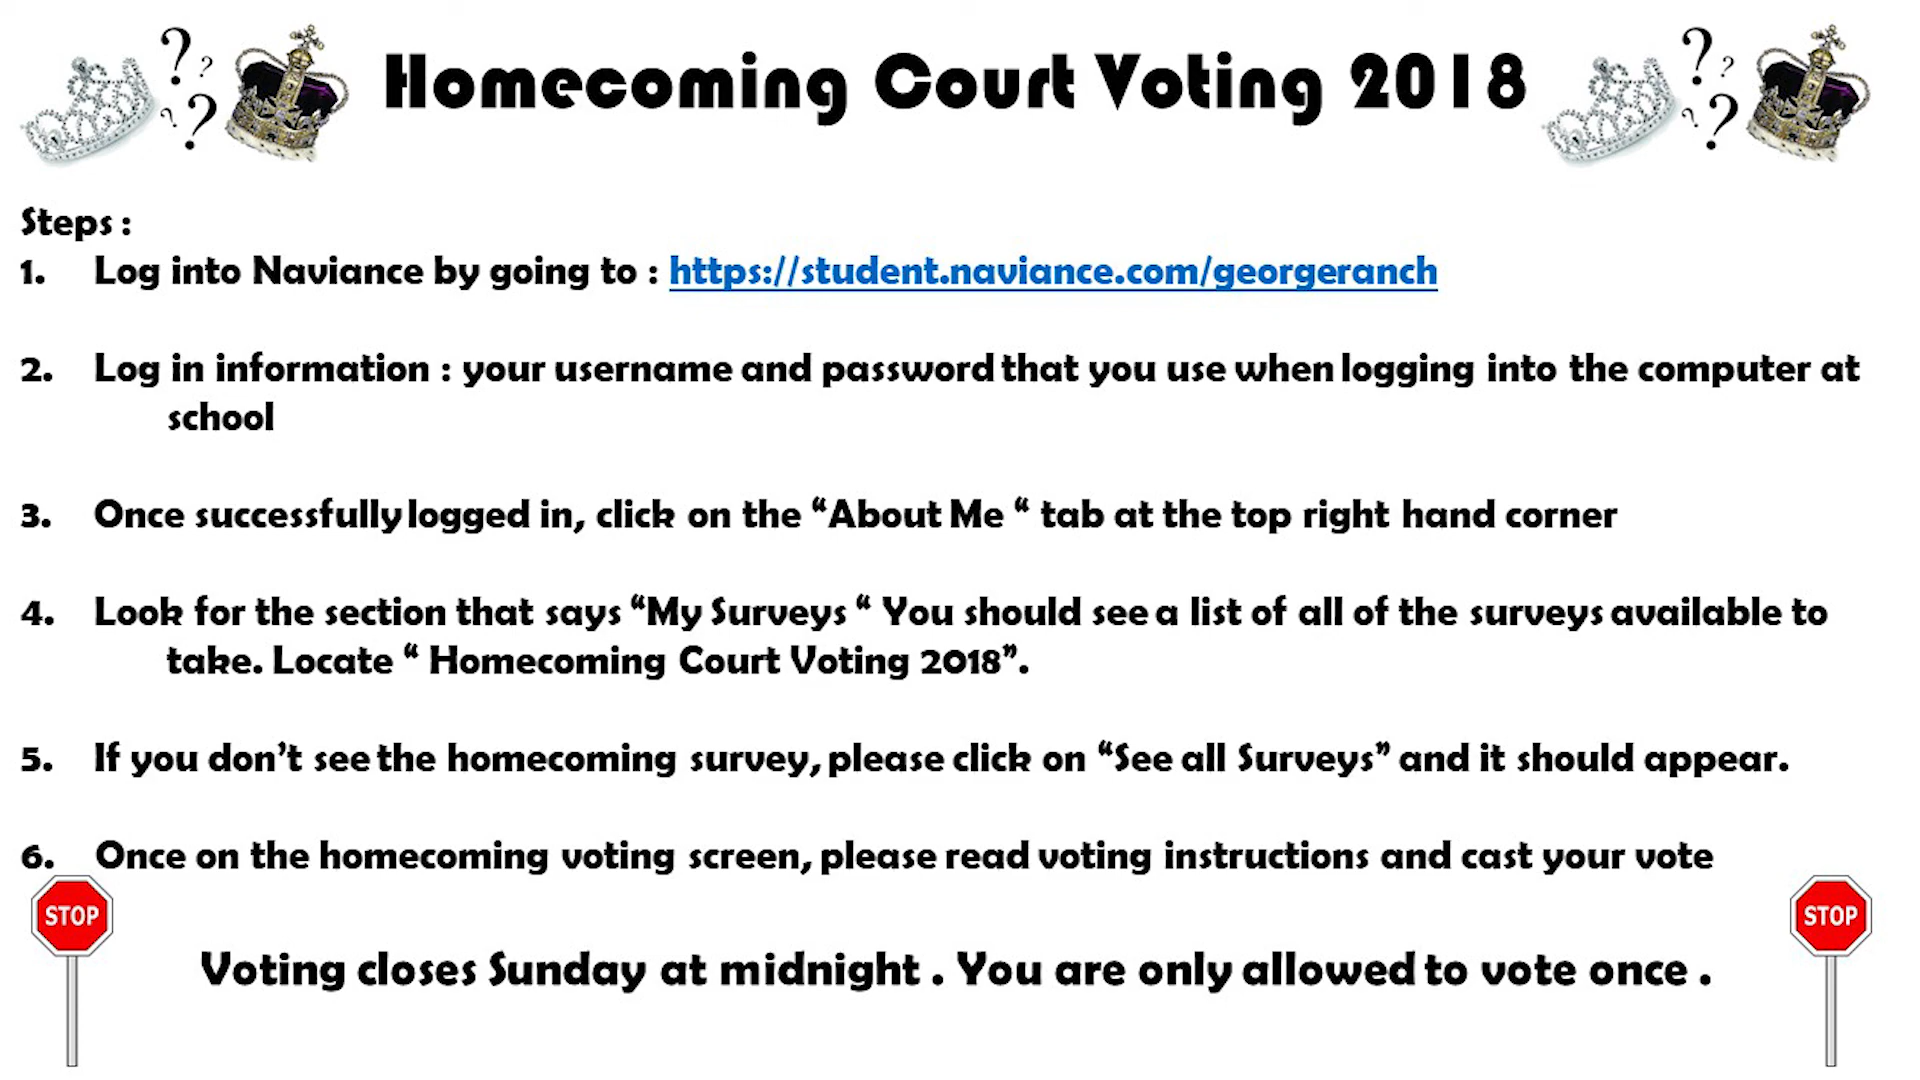 ? ? ? ? Homecoming Court Voting 2018 ? ? ? ?
Steps :
1. Log into Naviance by going to : https://student.naviance.com/georgeranch
2. Log in information : your username and password that you use when logging into the computer at
school
3. Once successfully logged in, click on the “About Me “ tab at the top right hand corner
4. Look for the section that says “My Surveys “ You should see a list of all of the surveys available to
take. Locate “ Homecoming Court Voting 2018”.
5. If you don’t see the homecoming survey, please click on “See all Surveys” and it should appear.
6. Once on the homecoming voting screen, please read voting instructions and cast your vote
STOP STOP
Voting closes Sunday at midnight . You are only allowed to vote once .